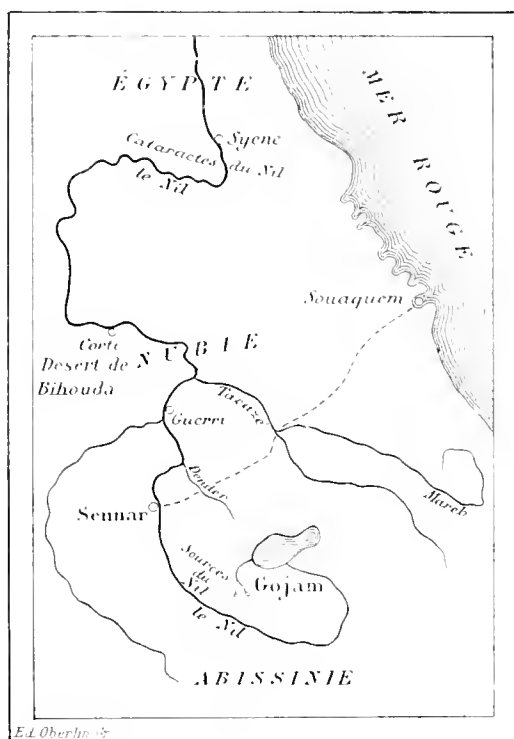 ÉGYPTE
MER ROUGE
Syene
Cataractes du Nil
le Nil
Souaquem
Corti
NUBIE
Desert de
Bihouda
Tacaze
Guerri
Dender
Mareb
Sennar
Sources
du
Nil
Gojam
le Nil
ABISSINIE
Ed. Oberlin